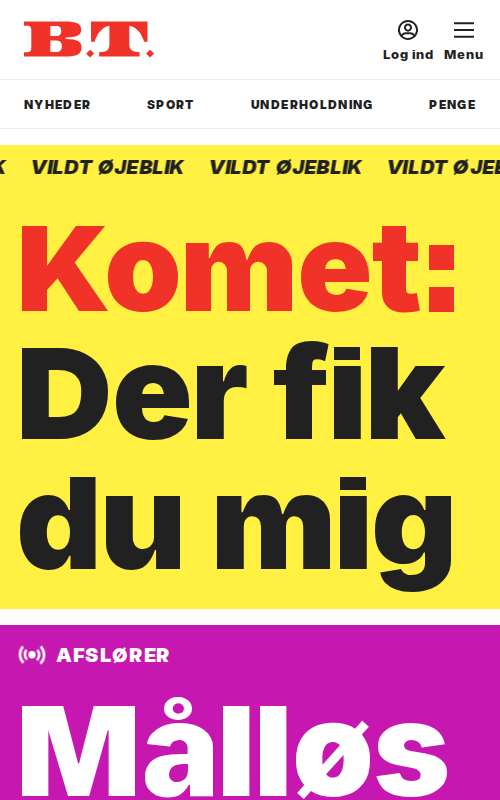 B.T.
Log ind Menu
NYHEDER SPORT UNDERHOLDNING PENGE
VILDT ØJEBLIK VILDT ØJEBLIK VILDT
Komet:
Der fik
du mig
AFSLØRER
Målløs